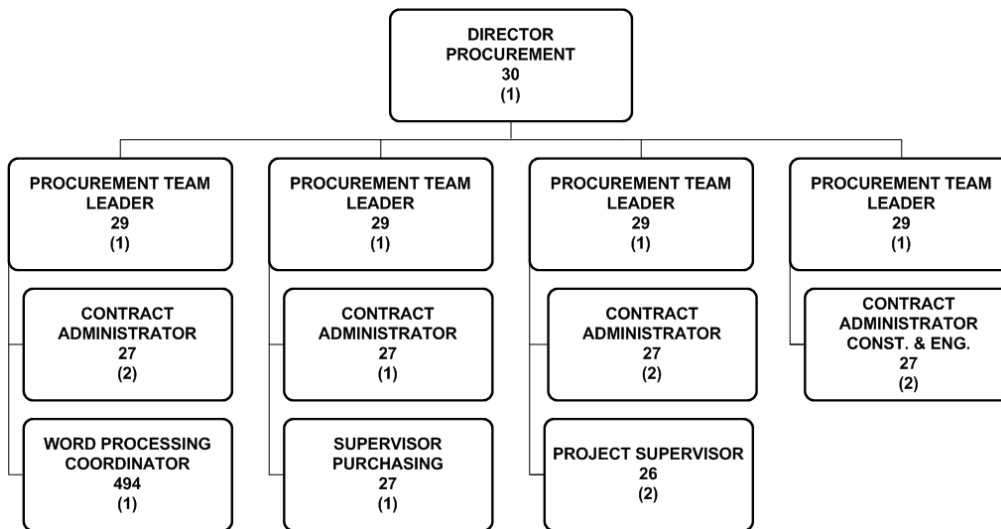 DIRECTOR
PROCUREMENT
30
(1)
PROCUREMENT TEAM
LEADER
29
(1)
PROCUREMENT TEAM
LEADER
29
(1)
PROCUREMENT TEAM
LEADER
29
(1)
PROCUREMENT TEAM
LEADER
29
(1)
CONTRACT
ADMINISTRATOR
27
(2)
CONTRACT
ADMINISTRATOR
27
(1)
CONTRACT
ADMINISTRATOR
27
(2)
CONTRACT
ADMINISTRATOR
CONST. & ENG.
27
(2)
WORD PROCESSING
COORDINATOR
494
(1)
SUPERVISOR
PURCHASING
27
(1)
PROJECT SUPERVISOR
26
(2)